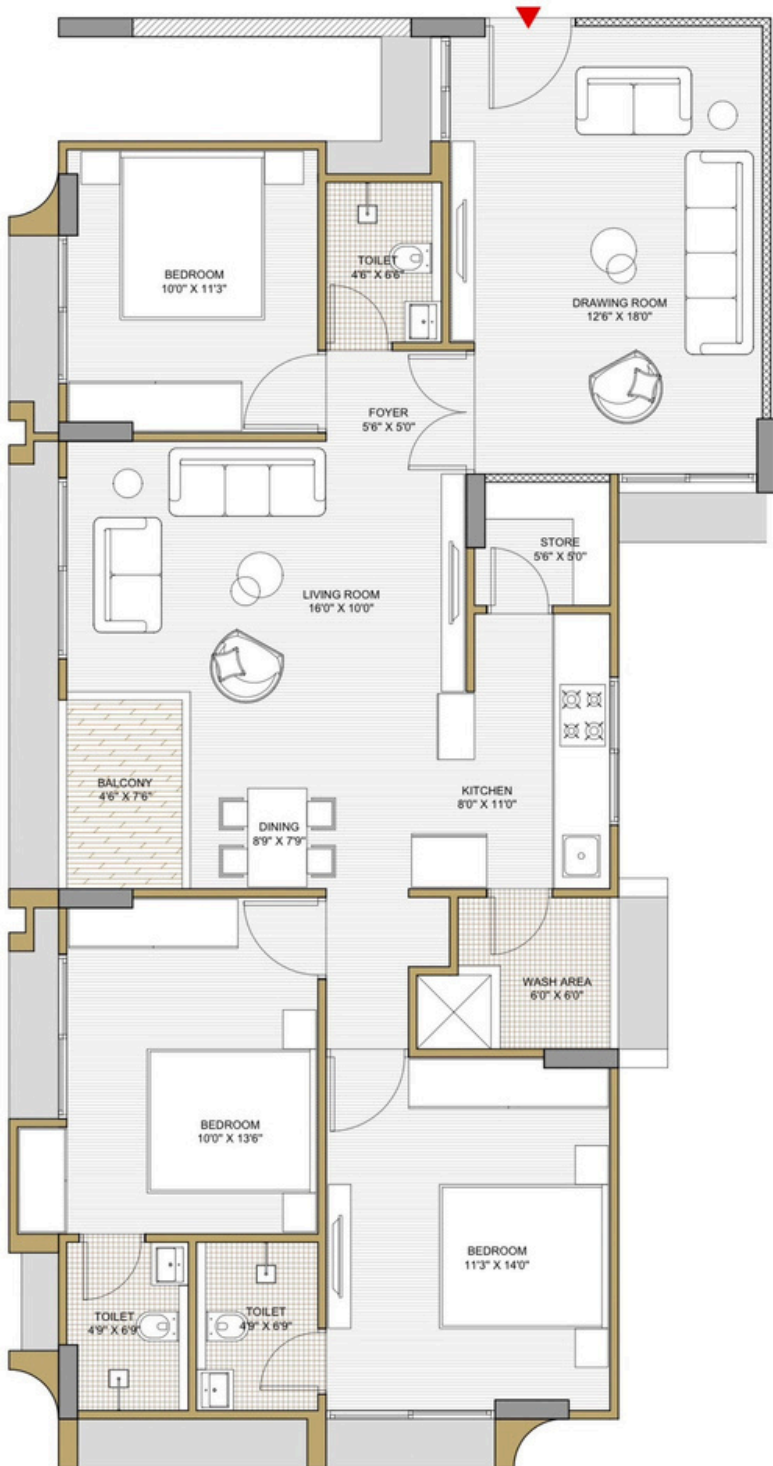 BEDROOM
10'0" X 11'3"
TOILET
4'6" X 6'6"
DRAWING ROOM
12'6" X 18'0"
FOYER
5'6" X 5'0"
STORE
5'6" X 5'0"
LIVING ROOM
16'0" X 10'0"
BALCONY
4'6" X 7'6"
DINING
8'9" X 7'9"
KITCHEN
8'0" X 11'0"
WASH AREA
6'0" X 6'0"
BEDROOM
10'0" X 13'6"
BEDROOM
11'3" X 14'0"
TOILET
4'9" X 6'9"
TOILET
4'9" X 6'9"